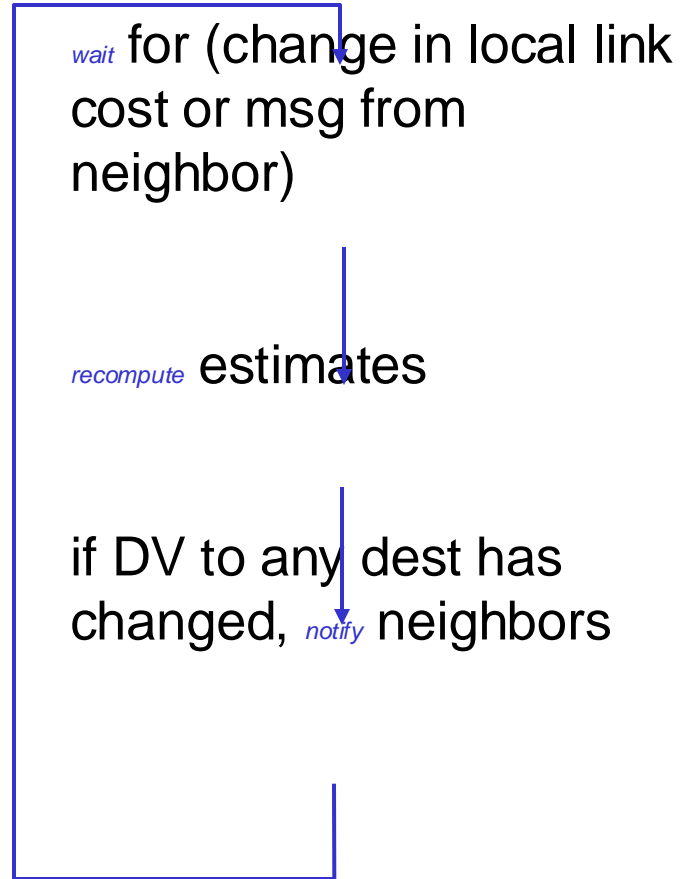 wait for (change in local link
cost or msg from
neighbor)
recompute estimates
if DV to any dest has
changed, notify neighbors